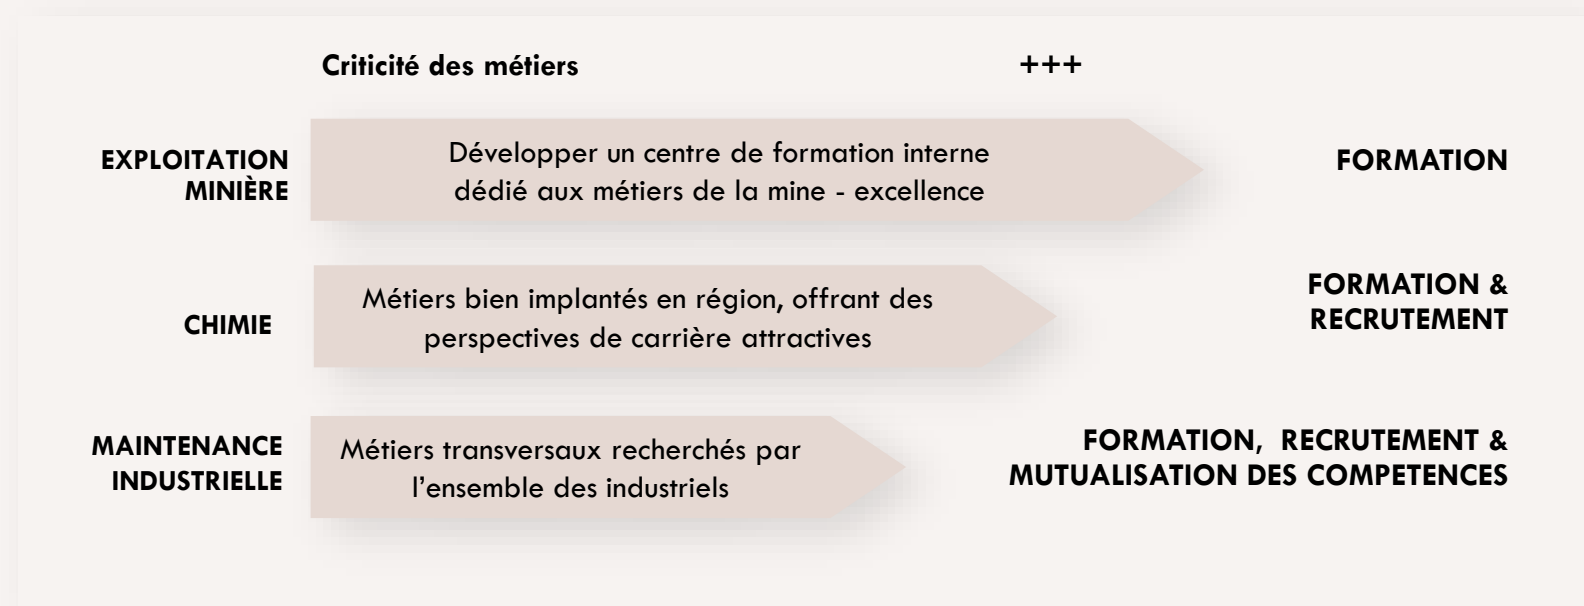 Criticité des métiers +++
EXPLOITATION
MINIÈRE
Développer un centre de formation interne
dédié aux métiers de la mine - excellence
FORMATION
CHIMIE
Métiers bien implantés en région, offrant des
perspectives de carrière attractives
FORMATION &
RECRUTEMENT
MAINTENANCE
INDUSTRIELLE
Métiers transversaux recherchés par
l’ensemble des industriels
FORMATION, RECRUTEMENT &
MUTUALISATION DES COMPETENCES